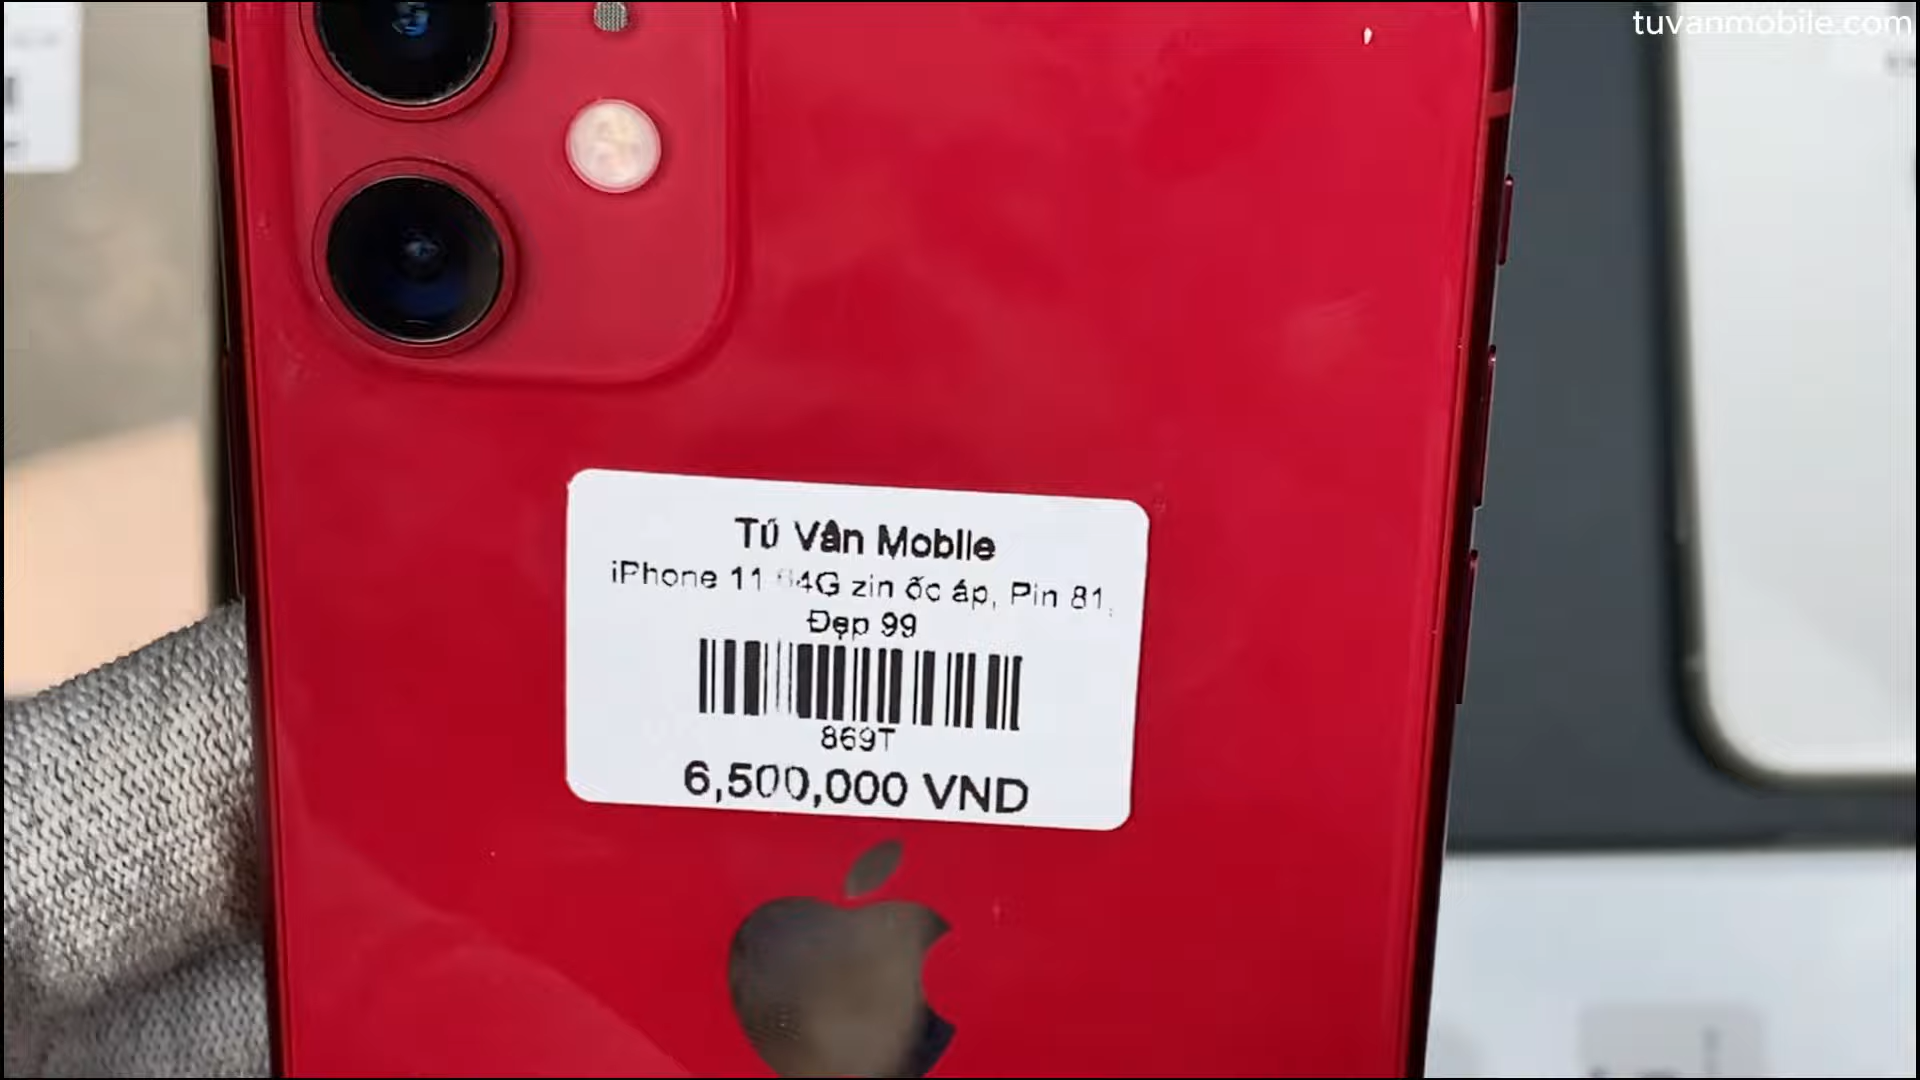 tuvanmobile.com
Tú Vân Mobile
iPhone 11 64G zin ốc áp, Pin 81,
Đẹp 99
869T
6,500,000 VND